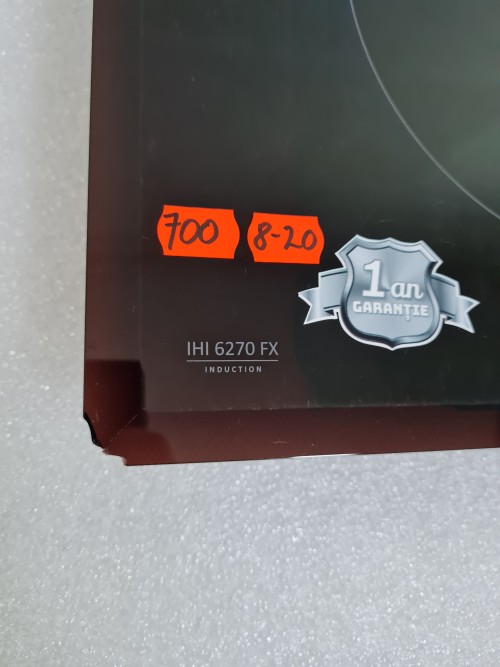 700
8-20
1 an
GARANȚIE
IHI 6270 FX
INDUCTION